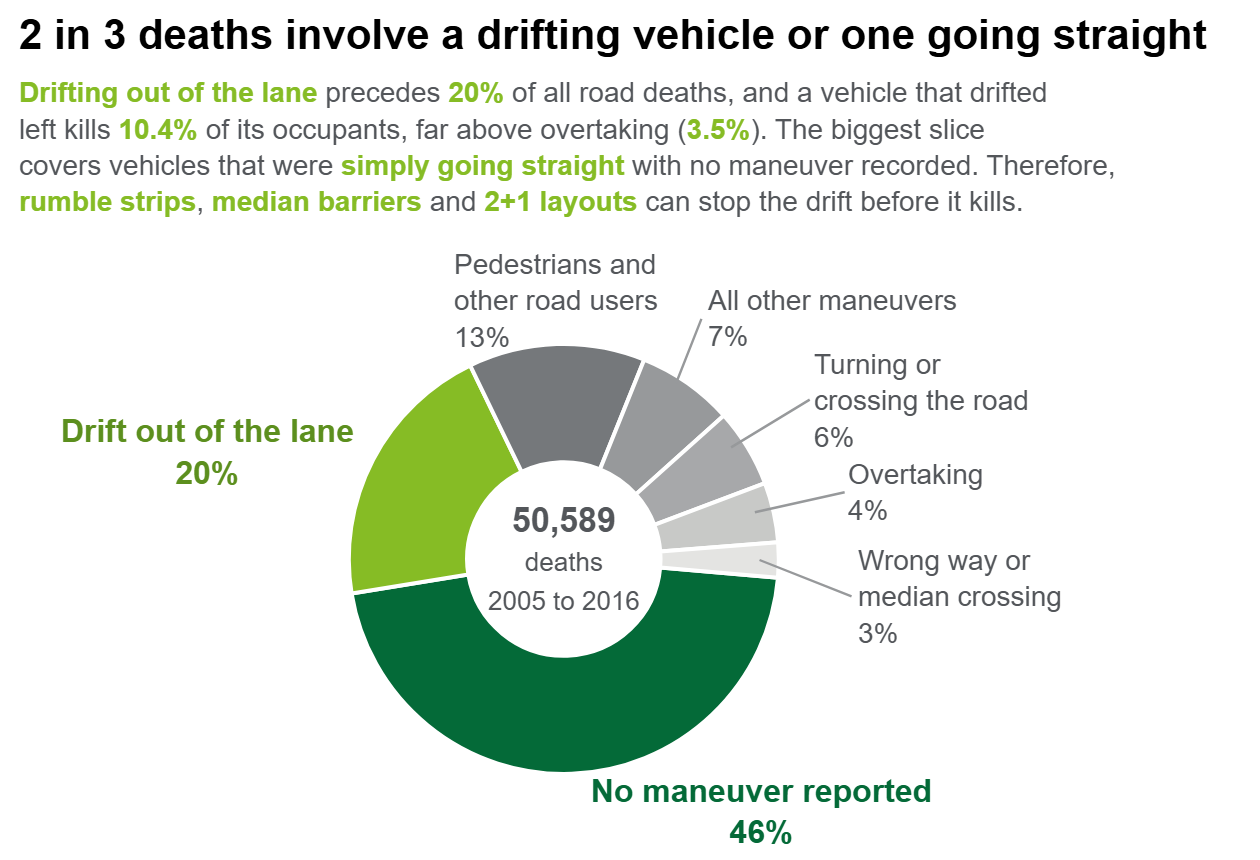 2 in 3 deaths involve a drifting vehicle or one going straight
Drifting out of the lane precedes 20% of all road deaths, and a vehicle that drifted
left kills 10.4% of its occupants, far above overtaking (3.5%). The biggest slice
covers vehicles that were simply going straight with no maneuver recorded. Therefore,
rumble strips, median barriers and 2+1 layouts can stop the drift before it kills.
Pedestrians and
other road users
13%
All other maneuvers
7%
Turning or
crossing the road
6%
Drift out of the lane
20%
Overtaking
4%
50,589
deaths
2005 to 2016
Wrong way or
median crossing
3%
No maneuver reported
46%